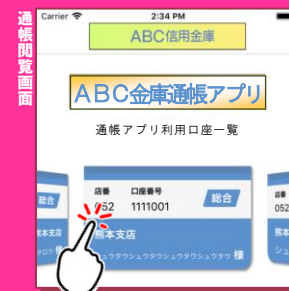 通帳閲覧画面
Carrier 2:34 PM
ABC信用金庫
ABC金庫通帳アプリ
通帳アプリ利用口座一覧
店番 口座番号
052 1111001
総合
熊本支店
シュウタウシュウタウシュウタウシュウタウ 様
総合
本支店
店番
052
熊本